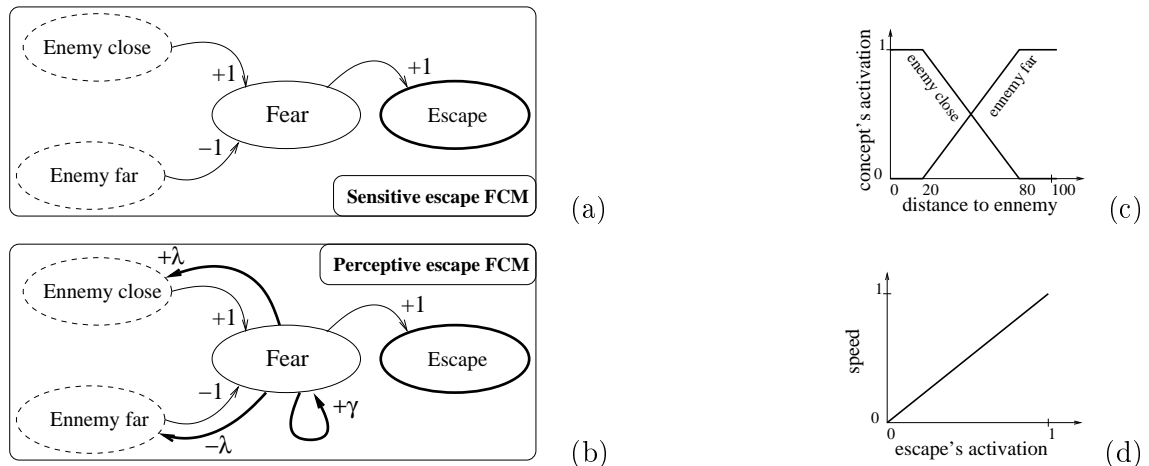 Enemy close
+1
+1
Fear
Escape
−1
Enemy far
Sensitive escape FCM
(a)
+λ
Perceptive escape FCM
Ennemy close
+1
+1
Fear
Escape
−1
Ennemy far
+γ
−λ
(b)
concept's activation
1
enemy close
ennemy far
0
0 20 80 100
distance to ennemy
(c)
speed
1
0
0 1
escape's activation
(d)